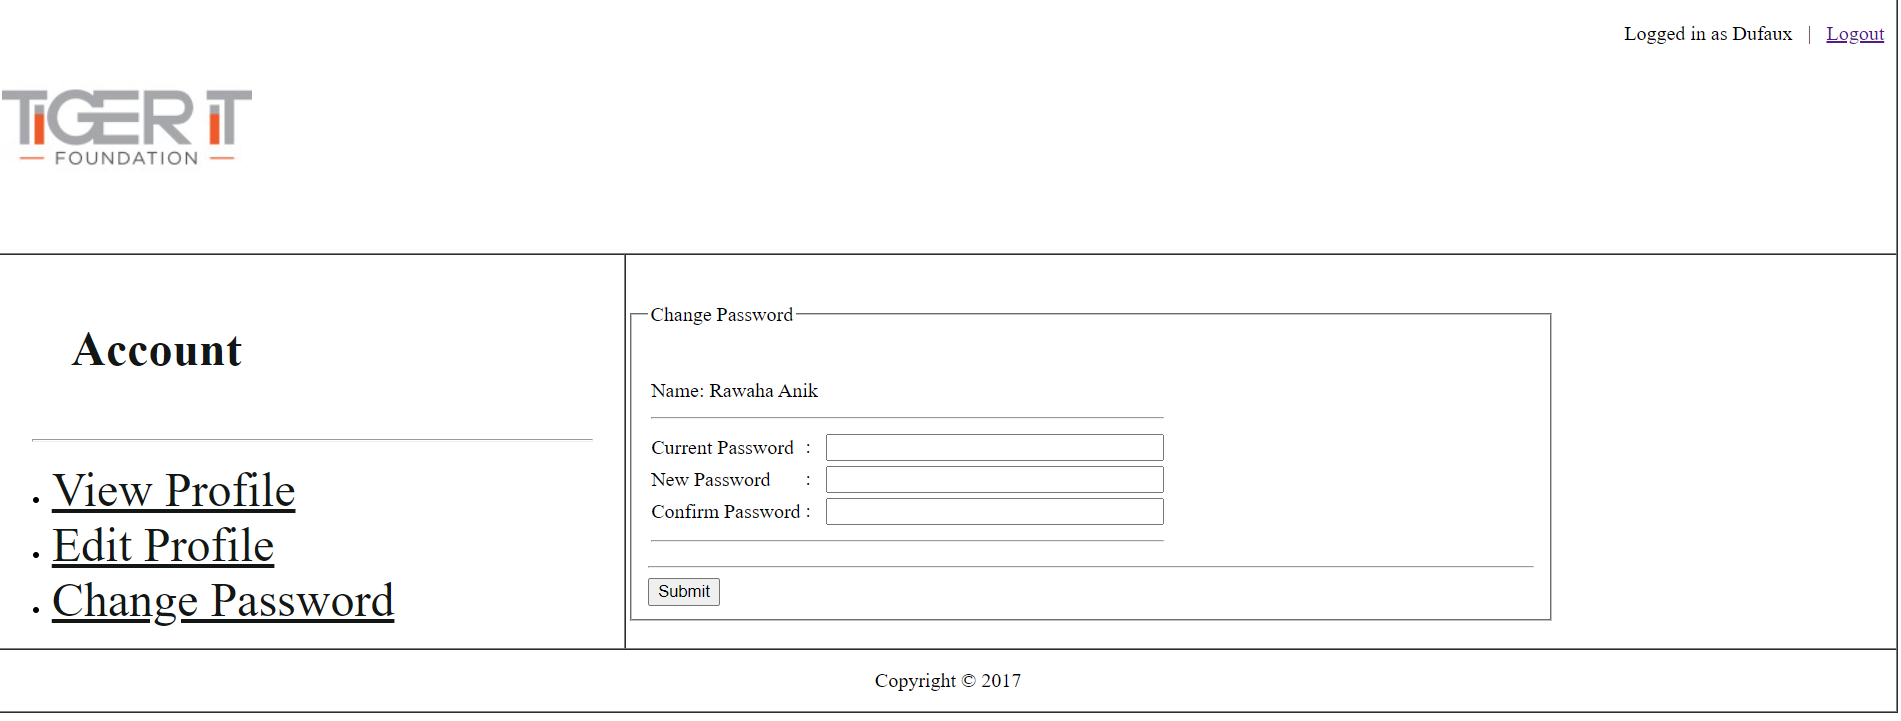 Logged in as Dufaux | Logout
TiGER iT
FOUNDATION
Account
View Profile
Edit Profile
Change Password
Change Password
Name: Rawaha Anik
Current Password :
New Password :
Confirm Password :
Submit
Copyright © 2017